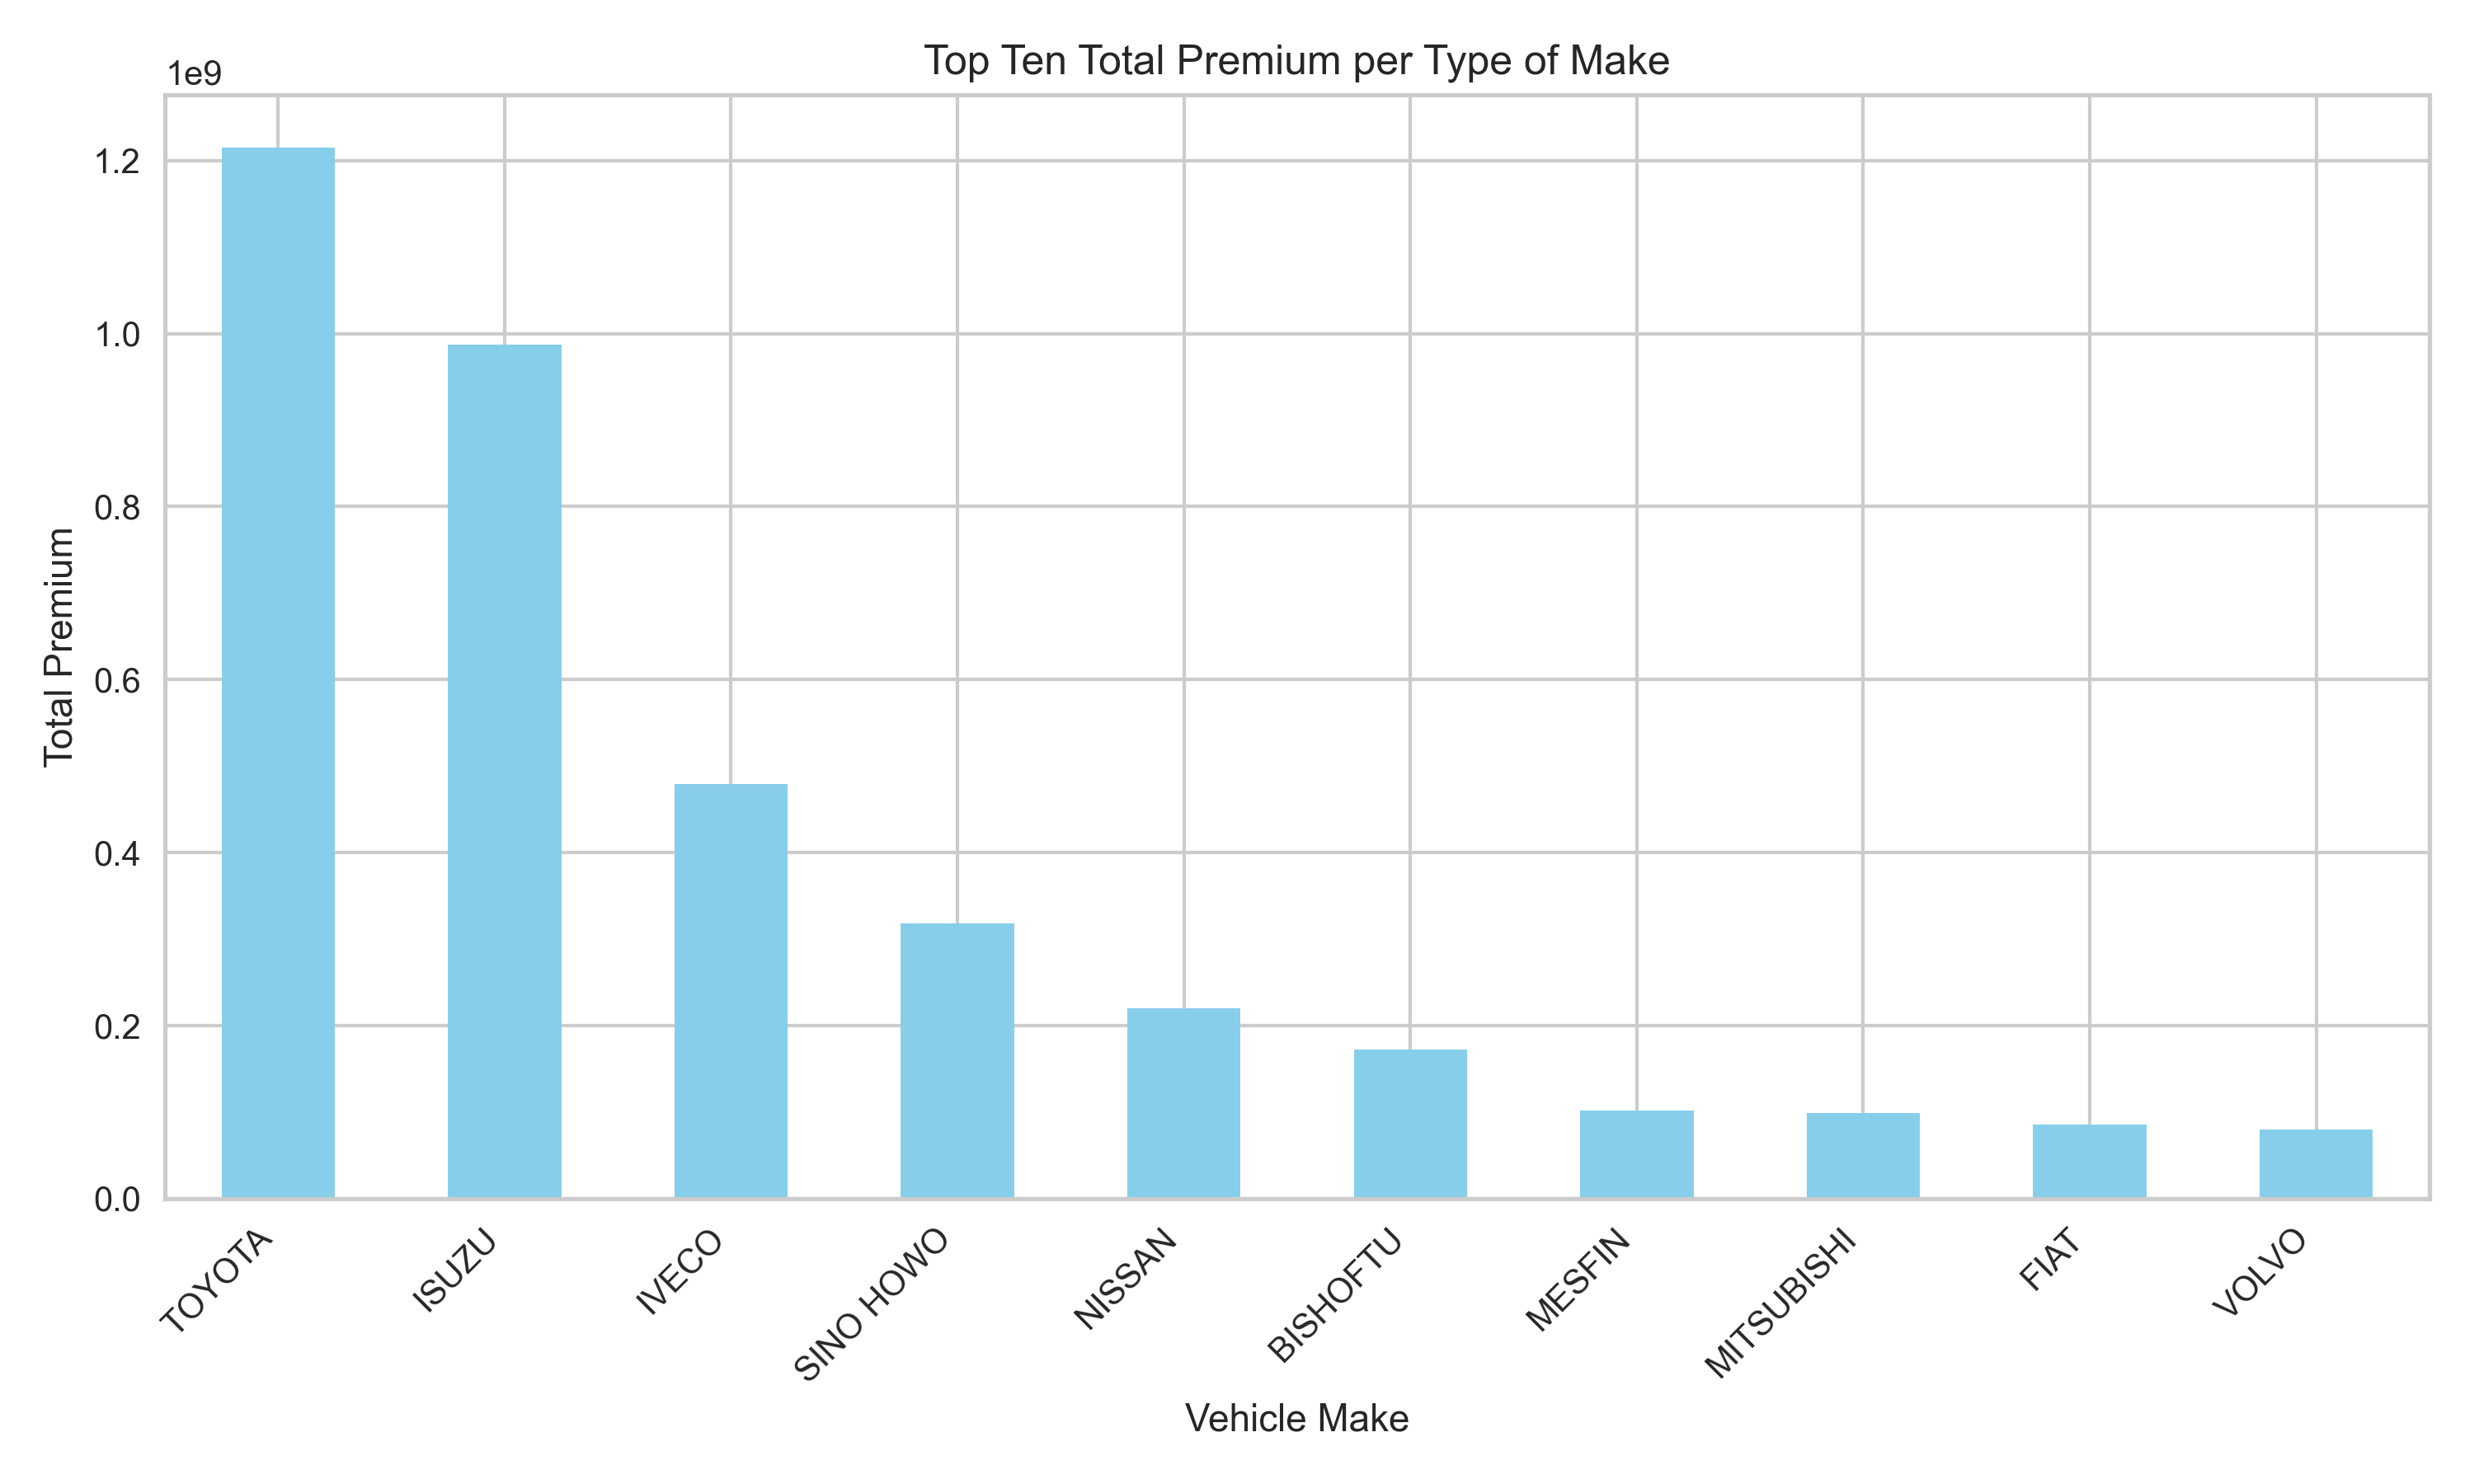 Top Ten Total Premium per Type of Make
1e9
1.2
1.0
0.8
0.6
0.4
0.2
0.0
Total Premium
TOYOTA
ISUZU
IVECO
SINO HOWO
NISSAN
BISHOFTU
MESFIN
MITSUBISHI
FIAT
VOLVO
Vehicle Make